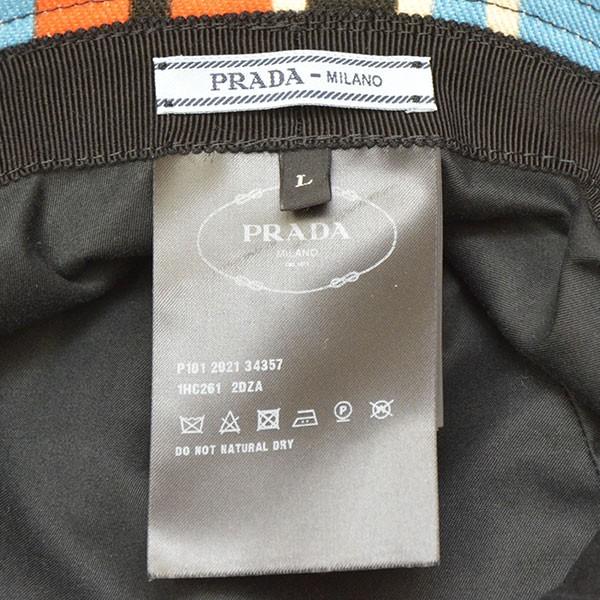 PRADA - MILANO
L
PRADA
MILANO
P101 2021 34357
1HC261 2DZA
P
DO NOT NATURAL DRY